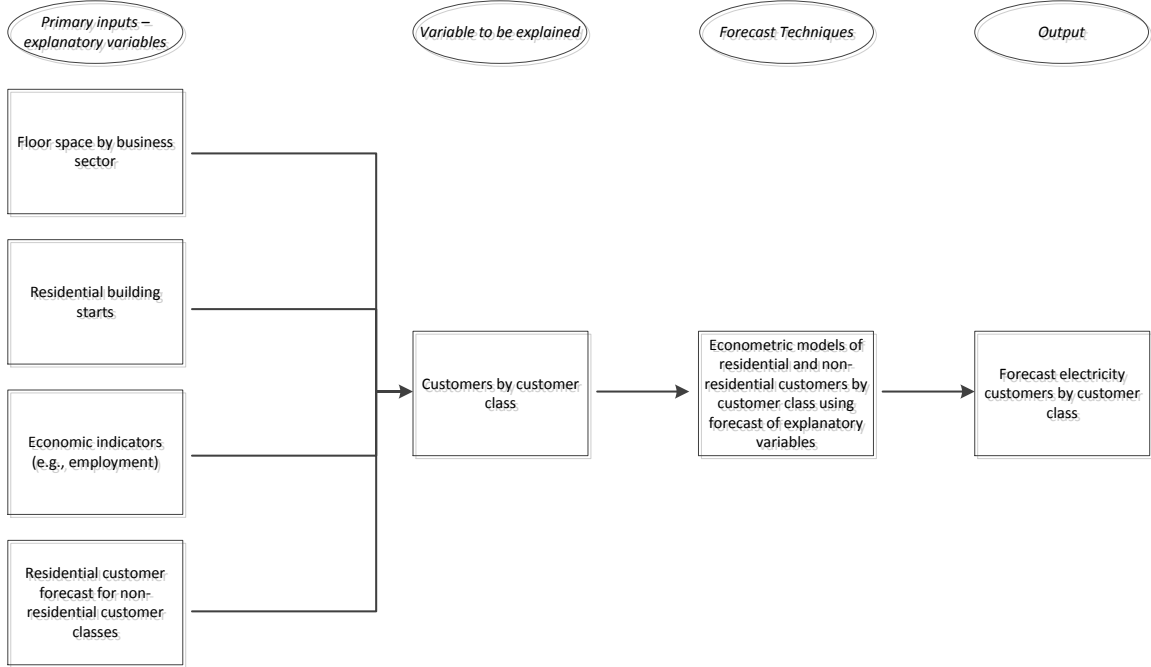 Primary inputs –
explanatory variables
Variable to be explained
Forecast Techniques
Output
Floor space by business
sector
Residential building
starts
Economic indicators
(e.g., employment)
Residential customer
forecast for non-
residential customer
classes
Customers by customer
class
Econometric models of
residential and non-
residential customers by
customer class using
forecast of explanatory
variables
Forecast electricity
customers by customer
class